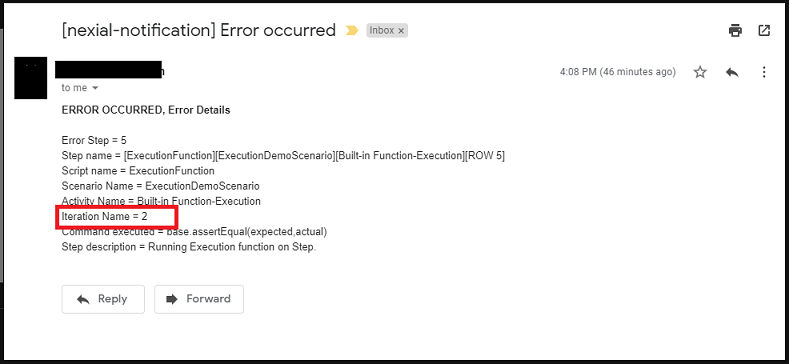 [nexial-notification] Error occurred
Inbox ×
4:08 PM (46 minutes ago)
to me
ERROR OCCURRED, Error Details
Error Step = 5
Step name = [ExecutionFunction][ExecutionDemoScenario][Built-in Function-Execution][ROW 5]
Script name = ExecutionFunction
Scenario Name = ExecutionDemoScenario
Activity Name = Built-in Function-Execution
Iteration Name = 2
Command executed = base.assertEqual(expected,actual)
Step description = Running Execution function on Step.
Reply
Forward